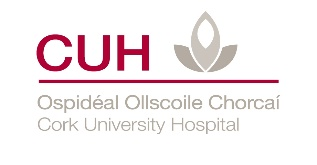 CUH
Ospidéal Ollscoile Chorcaí
Cork University Hospital